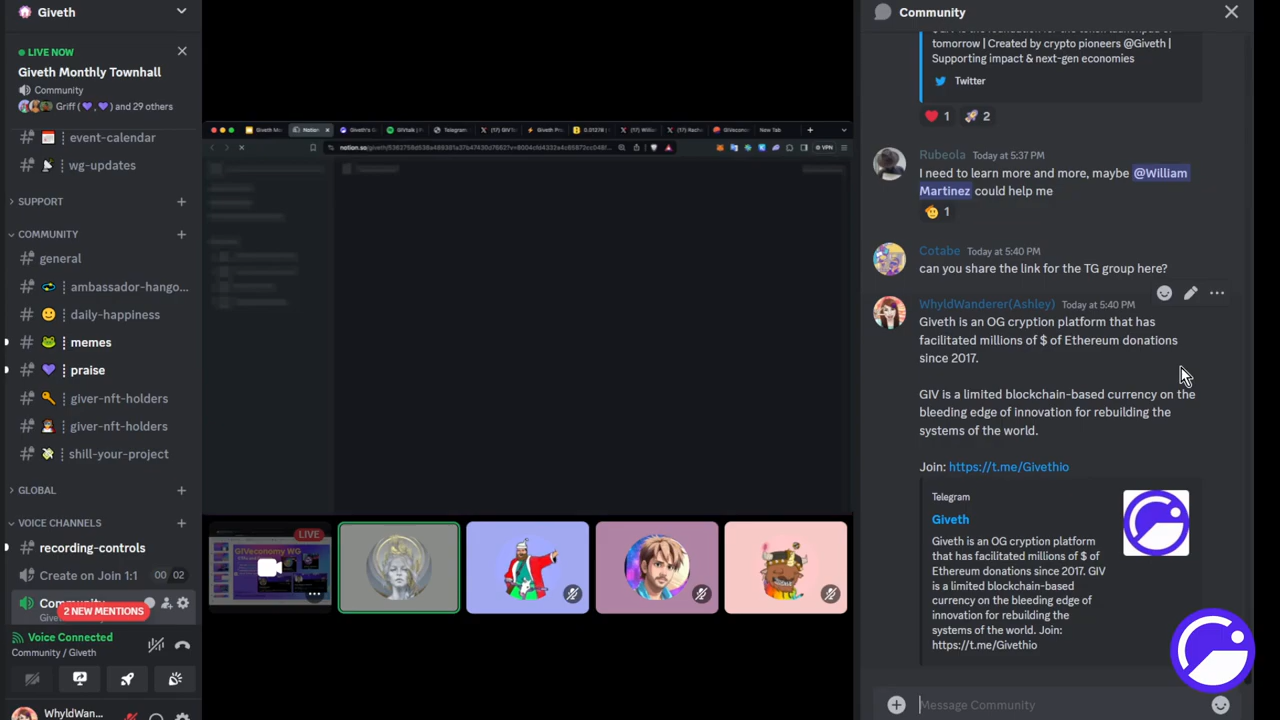 Giveth
LIVE NOW
Giveth Monthly Townhall
Community
Griff ( 💜 , 💜 ) and 29 others
event-calendar
wg-updates
SUPPORT
COMMUNITY
general
ambassador-hango...
daily-happiness
memes
praise
giver-nft-holders
giver-nft-holders
shill-your-project
GLOBAL
VOICE CHANNELS
recording-controls
Create on Join 1:1
00 02
2 NEW MENTIONS
Voice Connected
Community / Giveth
WhyldWan...
Notion
Telegram
New Tab
VPN
LIVE
GIVeconomy WG
Community
tomorrow | Created by crypto pioneers @Giveth |
Supporting impact & next-gen economies
Twitter
1
2
Rubeola Today at 5:37 PM
I need to learn more and more, maybe @William
Martinez could help me
1
Cotabe Today at 5:40 PM
can you share the link for the TG group here?
WhyldWanderer(Ashley) Today at 5:40 PM
Giveth is an OG cryption platform that has
facilitated millions of $ of Ethereum donations
since 2017.
GIV is a limited blockchain-based currency on the
bleeding edge of innovation for rebuilding the
systems of the world.
Join: https://t.me/Givethio
Telegram
Giveth
Giveth is an OG cryption platform
that has facilitated millions of $ of
Ethereum donations since 2017. GIV
is a limited blockchain-based
currency on the bleeding edge of
innovation for rebuilding the
systems of the world. Join:
https://t.me/Givethio
Message Community